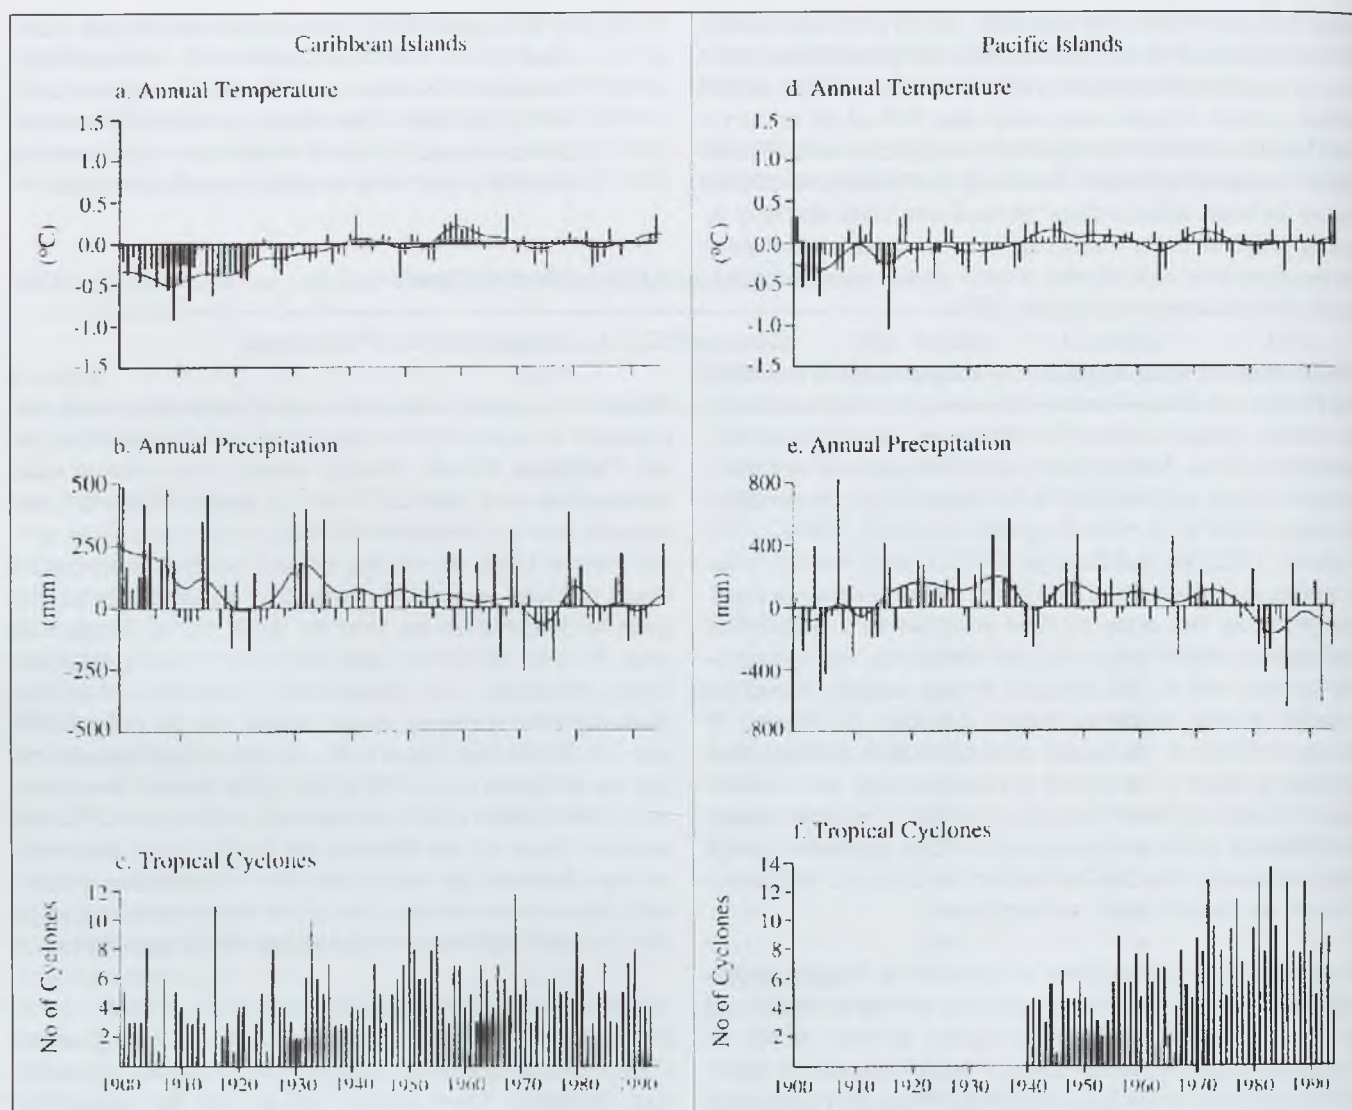 Caribbean Islands
a. Annual Temperature
1.5
1.0
0.5
0.0
-0.5
-1.0
-1.5
(°C)
b. Annual Precipitation
500
250
0
-250
-500
(mm)
c. Tropical Cyclones
12
10
8
6
4
2
No of Cyclones
1900 1910 1920 1930 1940 1950 1960 1970 1980 1990
Pacific Islands
d. Annual Temperature
1.5
1.0
0.5
0.0
-0.5
-1.0
-1.5
(°C)
e. Annual Precipitation
800
400
0
-400
800
(mm)
f. Tropical Cyclones
14
12
10
8
6
4
2
No of Cyclones
1900 1910 1920 1930 1940 1950 1960 1970 1980 1990